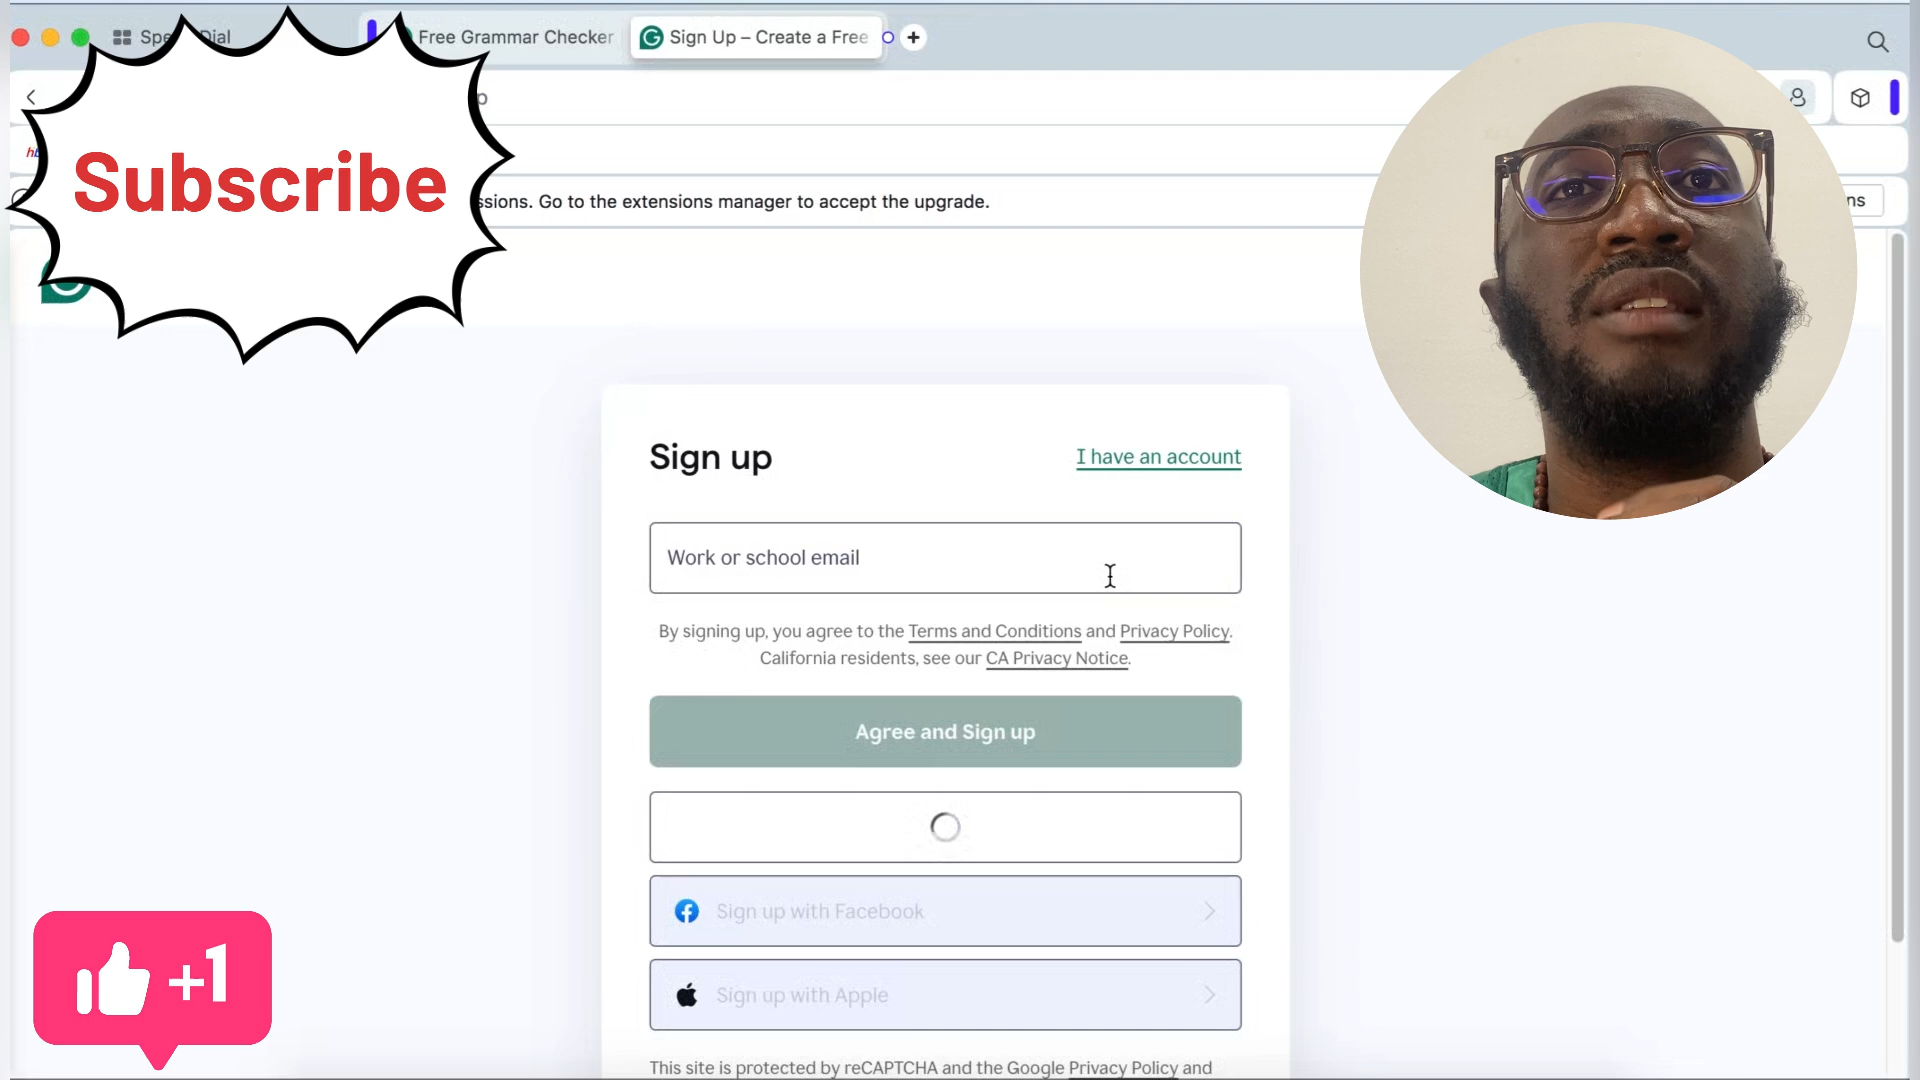 Free Grammar Checker
Sign Up – Create a Free
Subscribe
ssions. Go to the extensions manager to accept the upgrade.
ns
Sign up
I have an account
Work or school email
By signing up, you agree to the Terms and Conditions and Privacy Policy.
California residents, see our CA Privacy Notice.
Agree and Sign up
Sign up with Facebook
Sign up with Apple
+1
This site is protected by reCAPTCHA and the Google Privacy Policy and